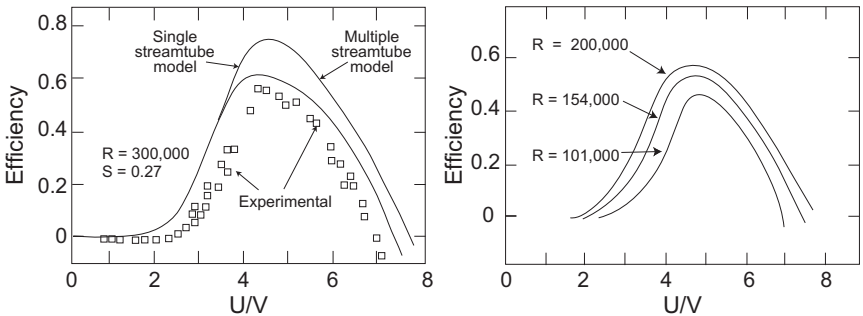 0.8
0.6
0.4
0.2
0
Efficiency
Single
streamtube
model
Multiple
streamtube
model
R = 300,000
S = 0.27
Experimental
0 2 4 6 8
U/V
0.6
0.4
0.2
0
Efficiency
R = 200,000
R = 154,000
R = 101,000
0 2 4 6 8
U/V